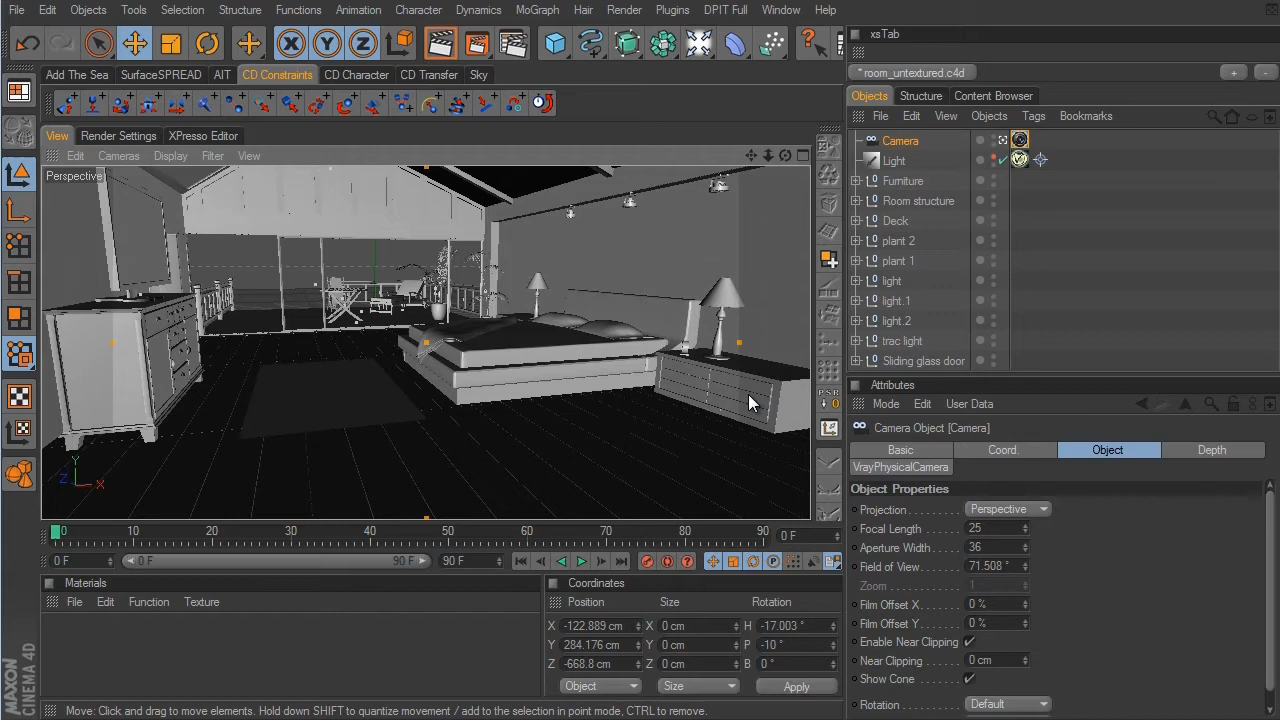 File Edit Objects Tools Selection Structure Functions Animation Character Dynamics MoGraph Hair Render Plugins DPIT Full Window Help
xsTab
* room_untextured.c4d
Add The Sea SurfaceSPREAD AIT CD Constraints CD Character CD Transfer Sky
Objects Structure Content Browser
File Edit View Objects Tags Bookmarks
View Render Settings XPresso Editor
Edit Cameras Display Filter View
Perspective
Camera
Light
Furniture
Room structure
Deck
plant 2
plant 1
light
light.1
light.2
trac light
Sliding glass door
X Y Z
P S R
0
Attributes
Mode Edit User Data
Camera Object [Camera]
Basic Coord. Object Depth
VrayPhysicalCamera
Object Properties
Projection Perspective
Focal Length 25
Aperture Width 36
Field of View 71.508 °
Zoom 1
Film Offset X 0 %
Film Offset Y 0 %
Enable Near Clipping
Near Clipping 0 cm
Show Cone
Rotation Default
Y
Z X
0 10 20 30 40 50 60 70 80 90 0 F
0 F 0 F 90 F 90 F
Materials
File Edit Function Texture
Coordinates
Position Size Rotation
X -122.889 cm X 0 cm H -17.003 °
Y 284.176 cm Y 0 cm P -10 °
Z -668.8 cm Z 0 cm B 0 °
Object Size Apply
MAXON
CINEMA 4D
Move: Click and drag to move elements. Hold down SHIFT to quantize movement / add to the selection in point mode, CTRL to remove.